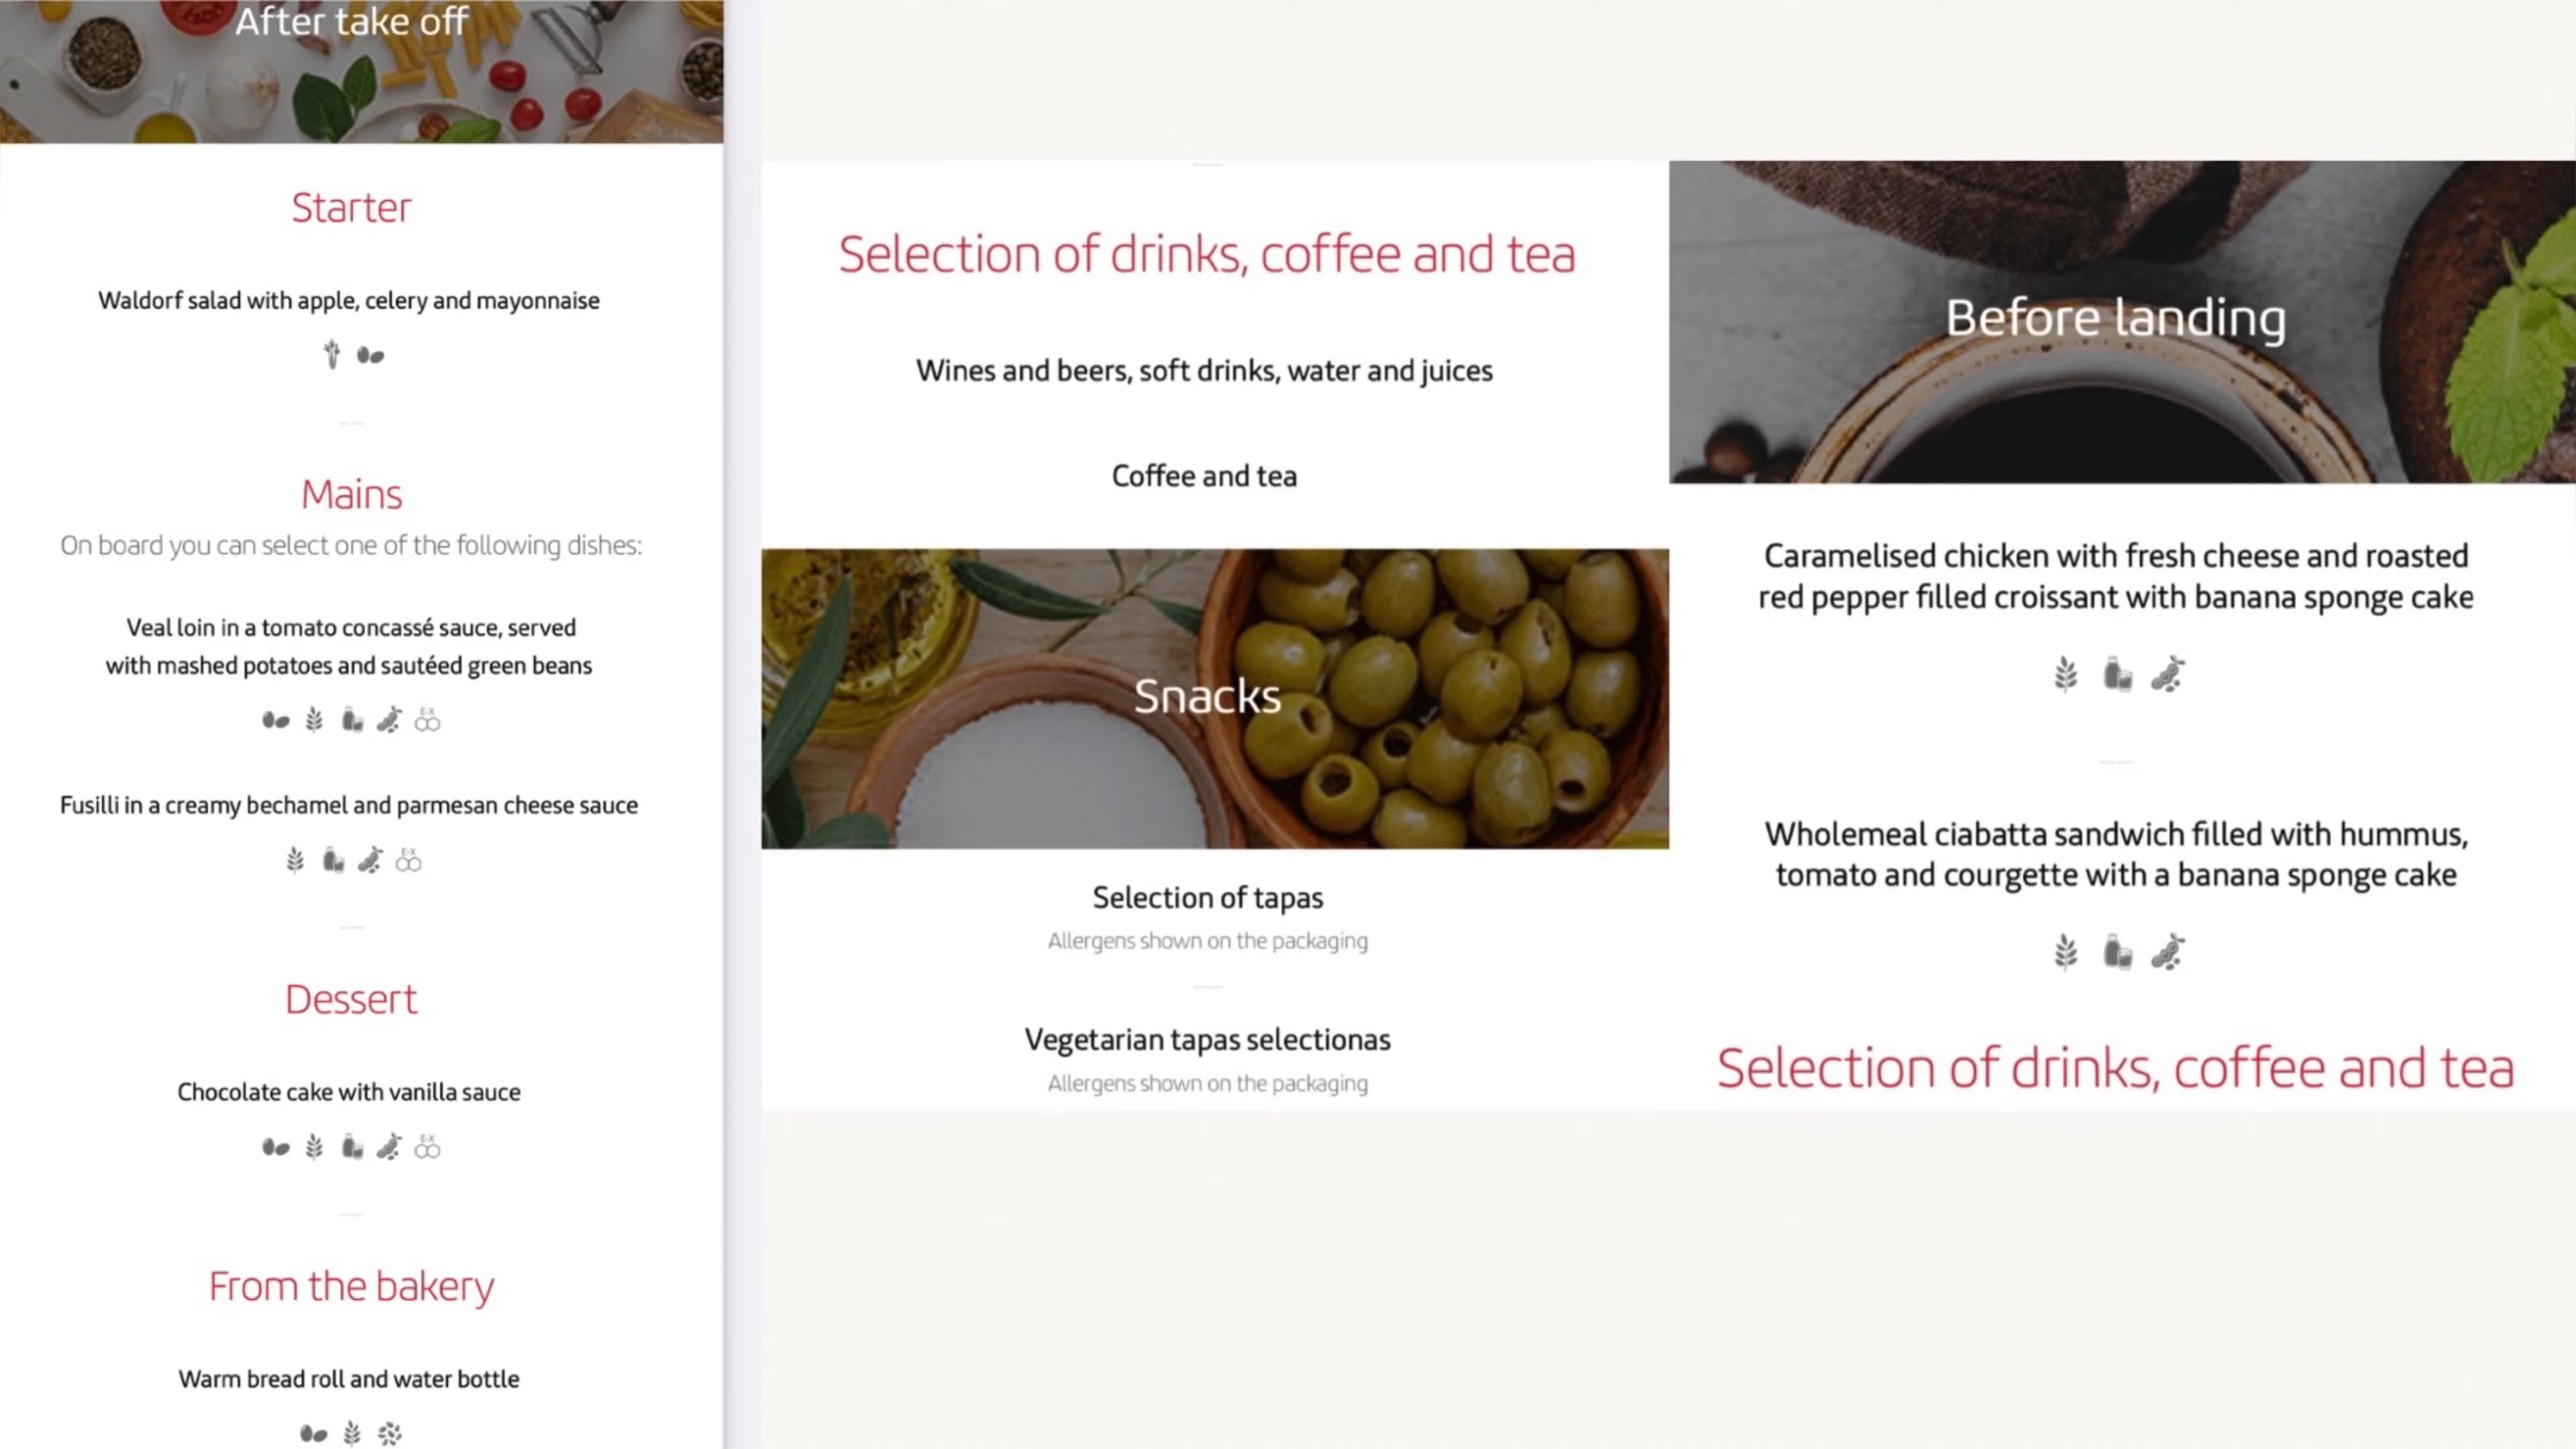 After take off
Starter
Waldorf salad with apple, celery and mayonnaise
Mains
On board you can select one of the following dishes:
Veal loin in a tomato concassé sauce, served
with mashed potatoes and sautéed green beans
E-X
Fusilli in a creamy bechamel and parmesan cheese sauce
E-X
Dessert
Chocolate cake with vanilla sauce
E-X
From the bakery
Warm bread roll and water bottle
Selection of drinks, coffee and tea
Wines and beers, soft drinks, water and juices
Coffee and tea
Snacks
Selection of tapas
Allergens shown on the packaging
Vegetarian tapas selectionas
Allergens shown on the packaging
Before landing
Caramelised chicken with fresh cheese and roasted
red pepper filled croissant with banana sponge cake
Wholemeal ciabatta sandwich filled with hummus,
tomato and courgette with a banana sponge cake
Selection of drinks, coffee and tea